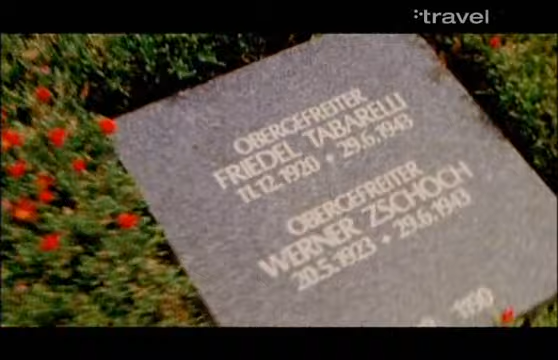 :travel
OBERGEFREITER
FRIEDEL TABARELLI
11.12.1920 + 29.6.1943
OBERGEFREITER
WERNER ZSCHOCH
20.5.1923 + 29.6.1943
1190